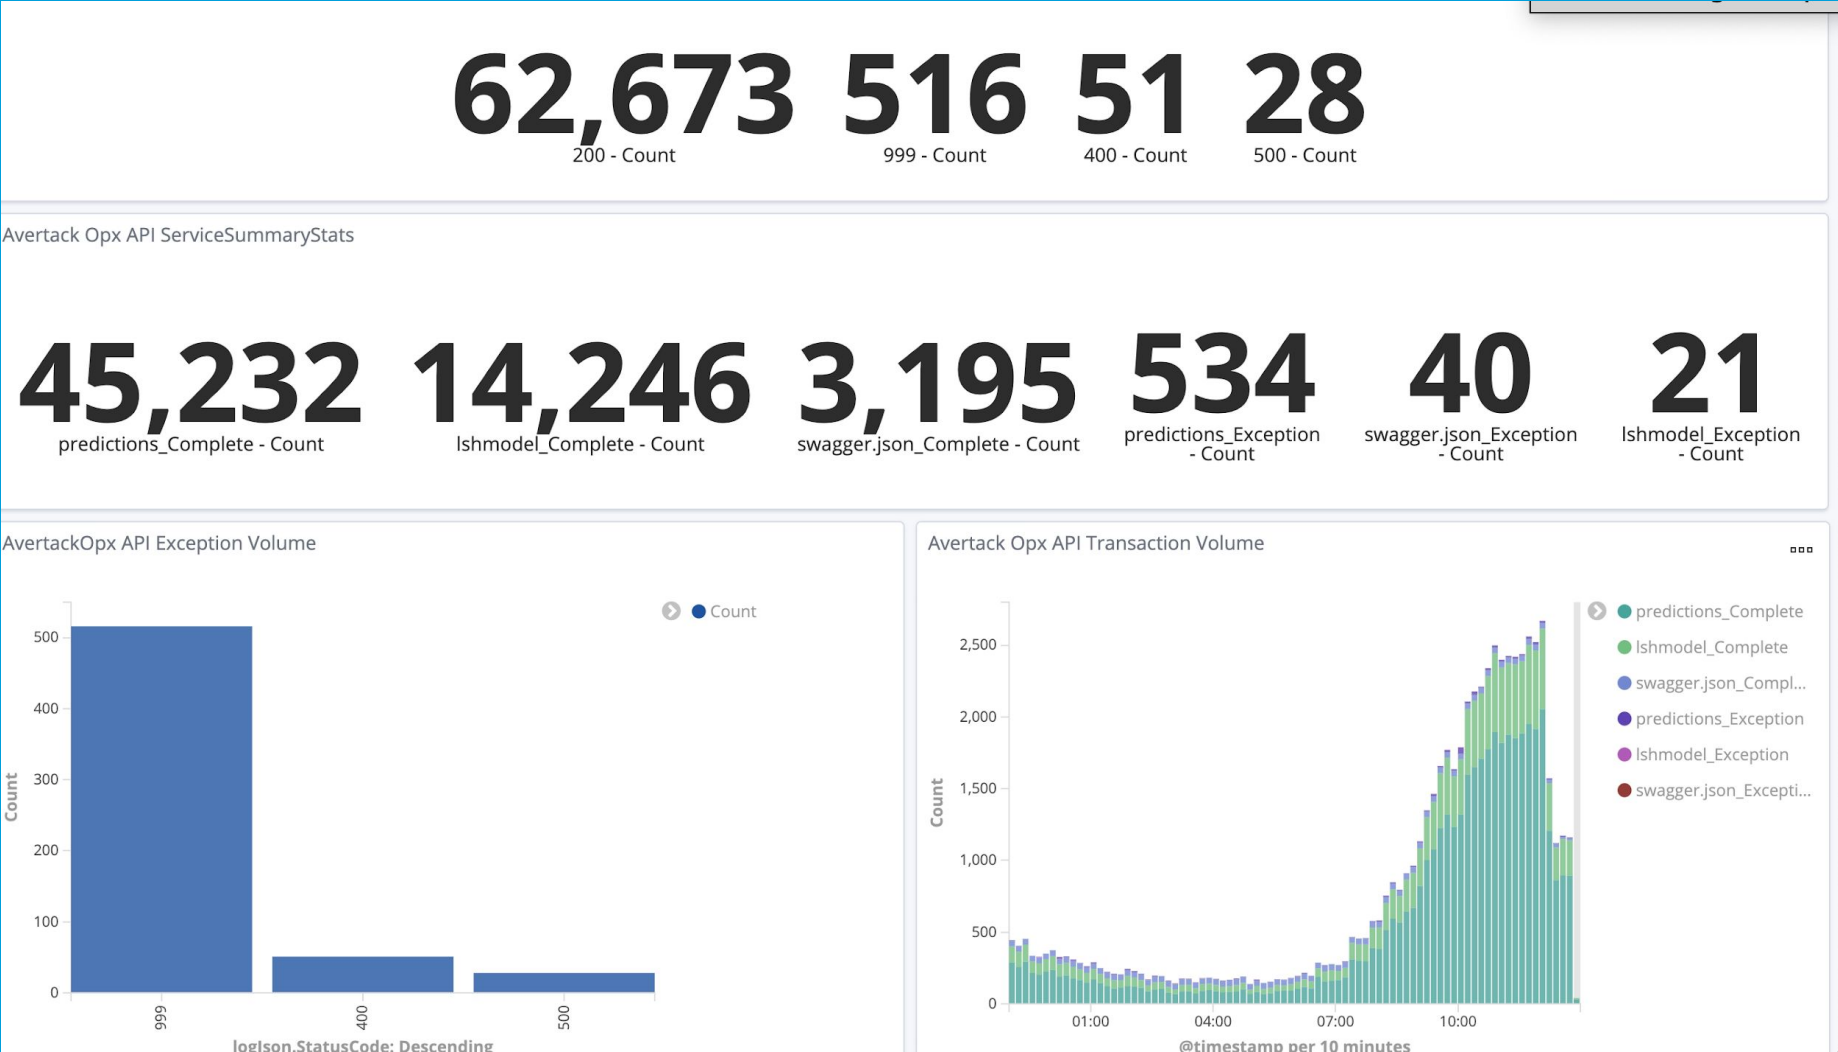 62,673 516 51 28
200 - Count 999 - Count 400 - Count 500 - Count
Avertack Opx API ServiceSummaryStats
45,232 14,246 3,195 534 40 21
predictions_Complete - Count lshmodel_Complete - Count swagger.json_Complete - Count predictions_Exception - Count swagger.json_Exception - Count lshmodel_Exception - Count
AvertackOpx API Exception Volume
Count
500
400
300
200
100
0
Count
999 400 500
logJson.StatusCode: Descending
Avertack Opx API Transaction Volume
predictions_Complete
lshmodel_Complete
swagger.json_Compl...
predictions_Exception
lshmodel_Exception
swagger.json_Excepti...
2,500
2,000
1,500
1,000
500
0
Count
01:00 04:00 07:00 10:00
@timestamp per 10 minutes